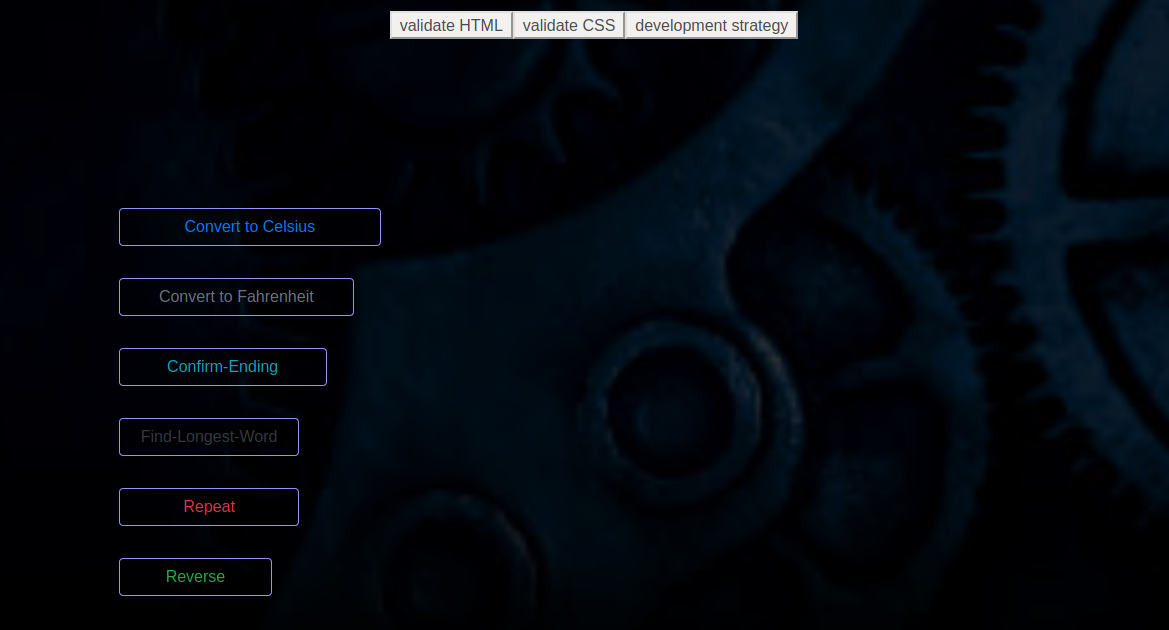 validate HTML validate CSS development strategy
Convert to Celsius
Convert to Fahrenheit
Confirm-Ending
Find-Longest-Word
Repeat
Reverse